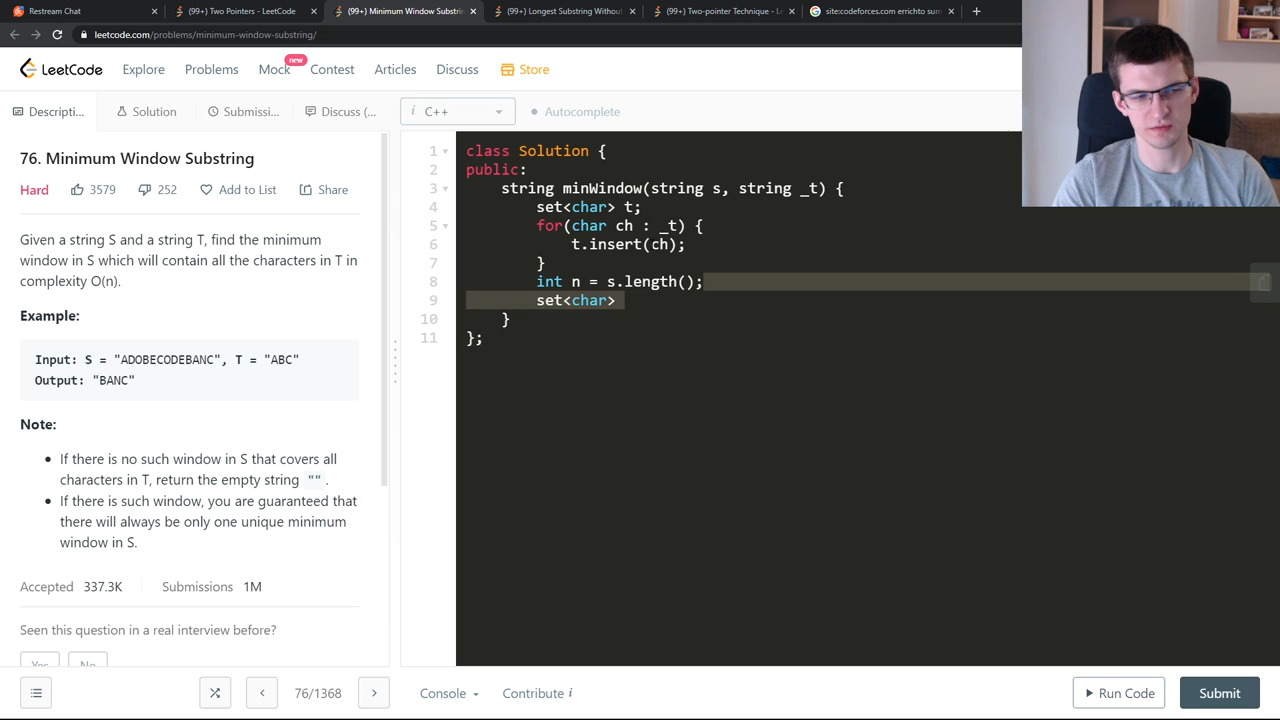 Restream Chat
(99+) Two Pointers - LeetCode
(99+) Minimum Window Substri
(99+) Longest Substring Without
(99+) Two-pointer Technique - Le
site:codeforces.com errichto sum
leetcode.com/problems/minimum-window-substring/
LeetCode
Explore
Problems
Mock
new
Contest
Articles
Discuss
Store
Descripti...
Solution
Submissi...
Discuss (...
i C++
Autocomplete
76. Minimum Window Substring
Hard
3579
252
Add to List
Share
Given a string S and a string T, find the minimum
window in S which will contain all the characters in T in
complexity O(n).
Example:
Input: S = "ADOBECODEBANC", T = "ABC"
Output: "BANC"
Note:
If there is no such window in S that covers all
characters in T, return the empty string "".
If there is such window, you are guaranteed that
there will always be only one unique minimum
window in S.
Accepted 337.3K
Submissions 1M
Seen this question in a real interview before?
Yes
No
1 class Solution {
2 public:
3 string minWindow(string s, string _t) {
4 set<char> t;
5 for(char ch : _t) {
6 t.insert(ch);
7 }
8 int n = s.length();
9 set<char>
10 }
11 };
76/1368
Console
Contribute i
Run Code
Submit